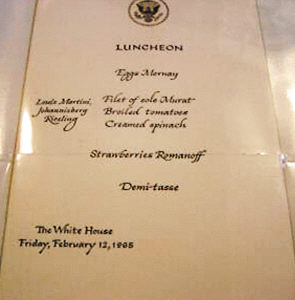 LUNCHEON
Eggs Mornay
Louis Martini,
Johannisberg
Riesling
Filet of sole Murat
Broiled tomatoes
Creamed spinach
Strawberries Romanoff
Demi-tasse
The White House
Friday, February 12, 1965